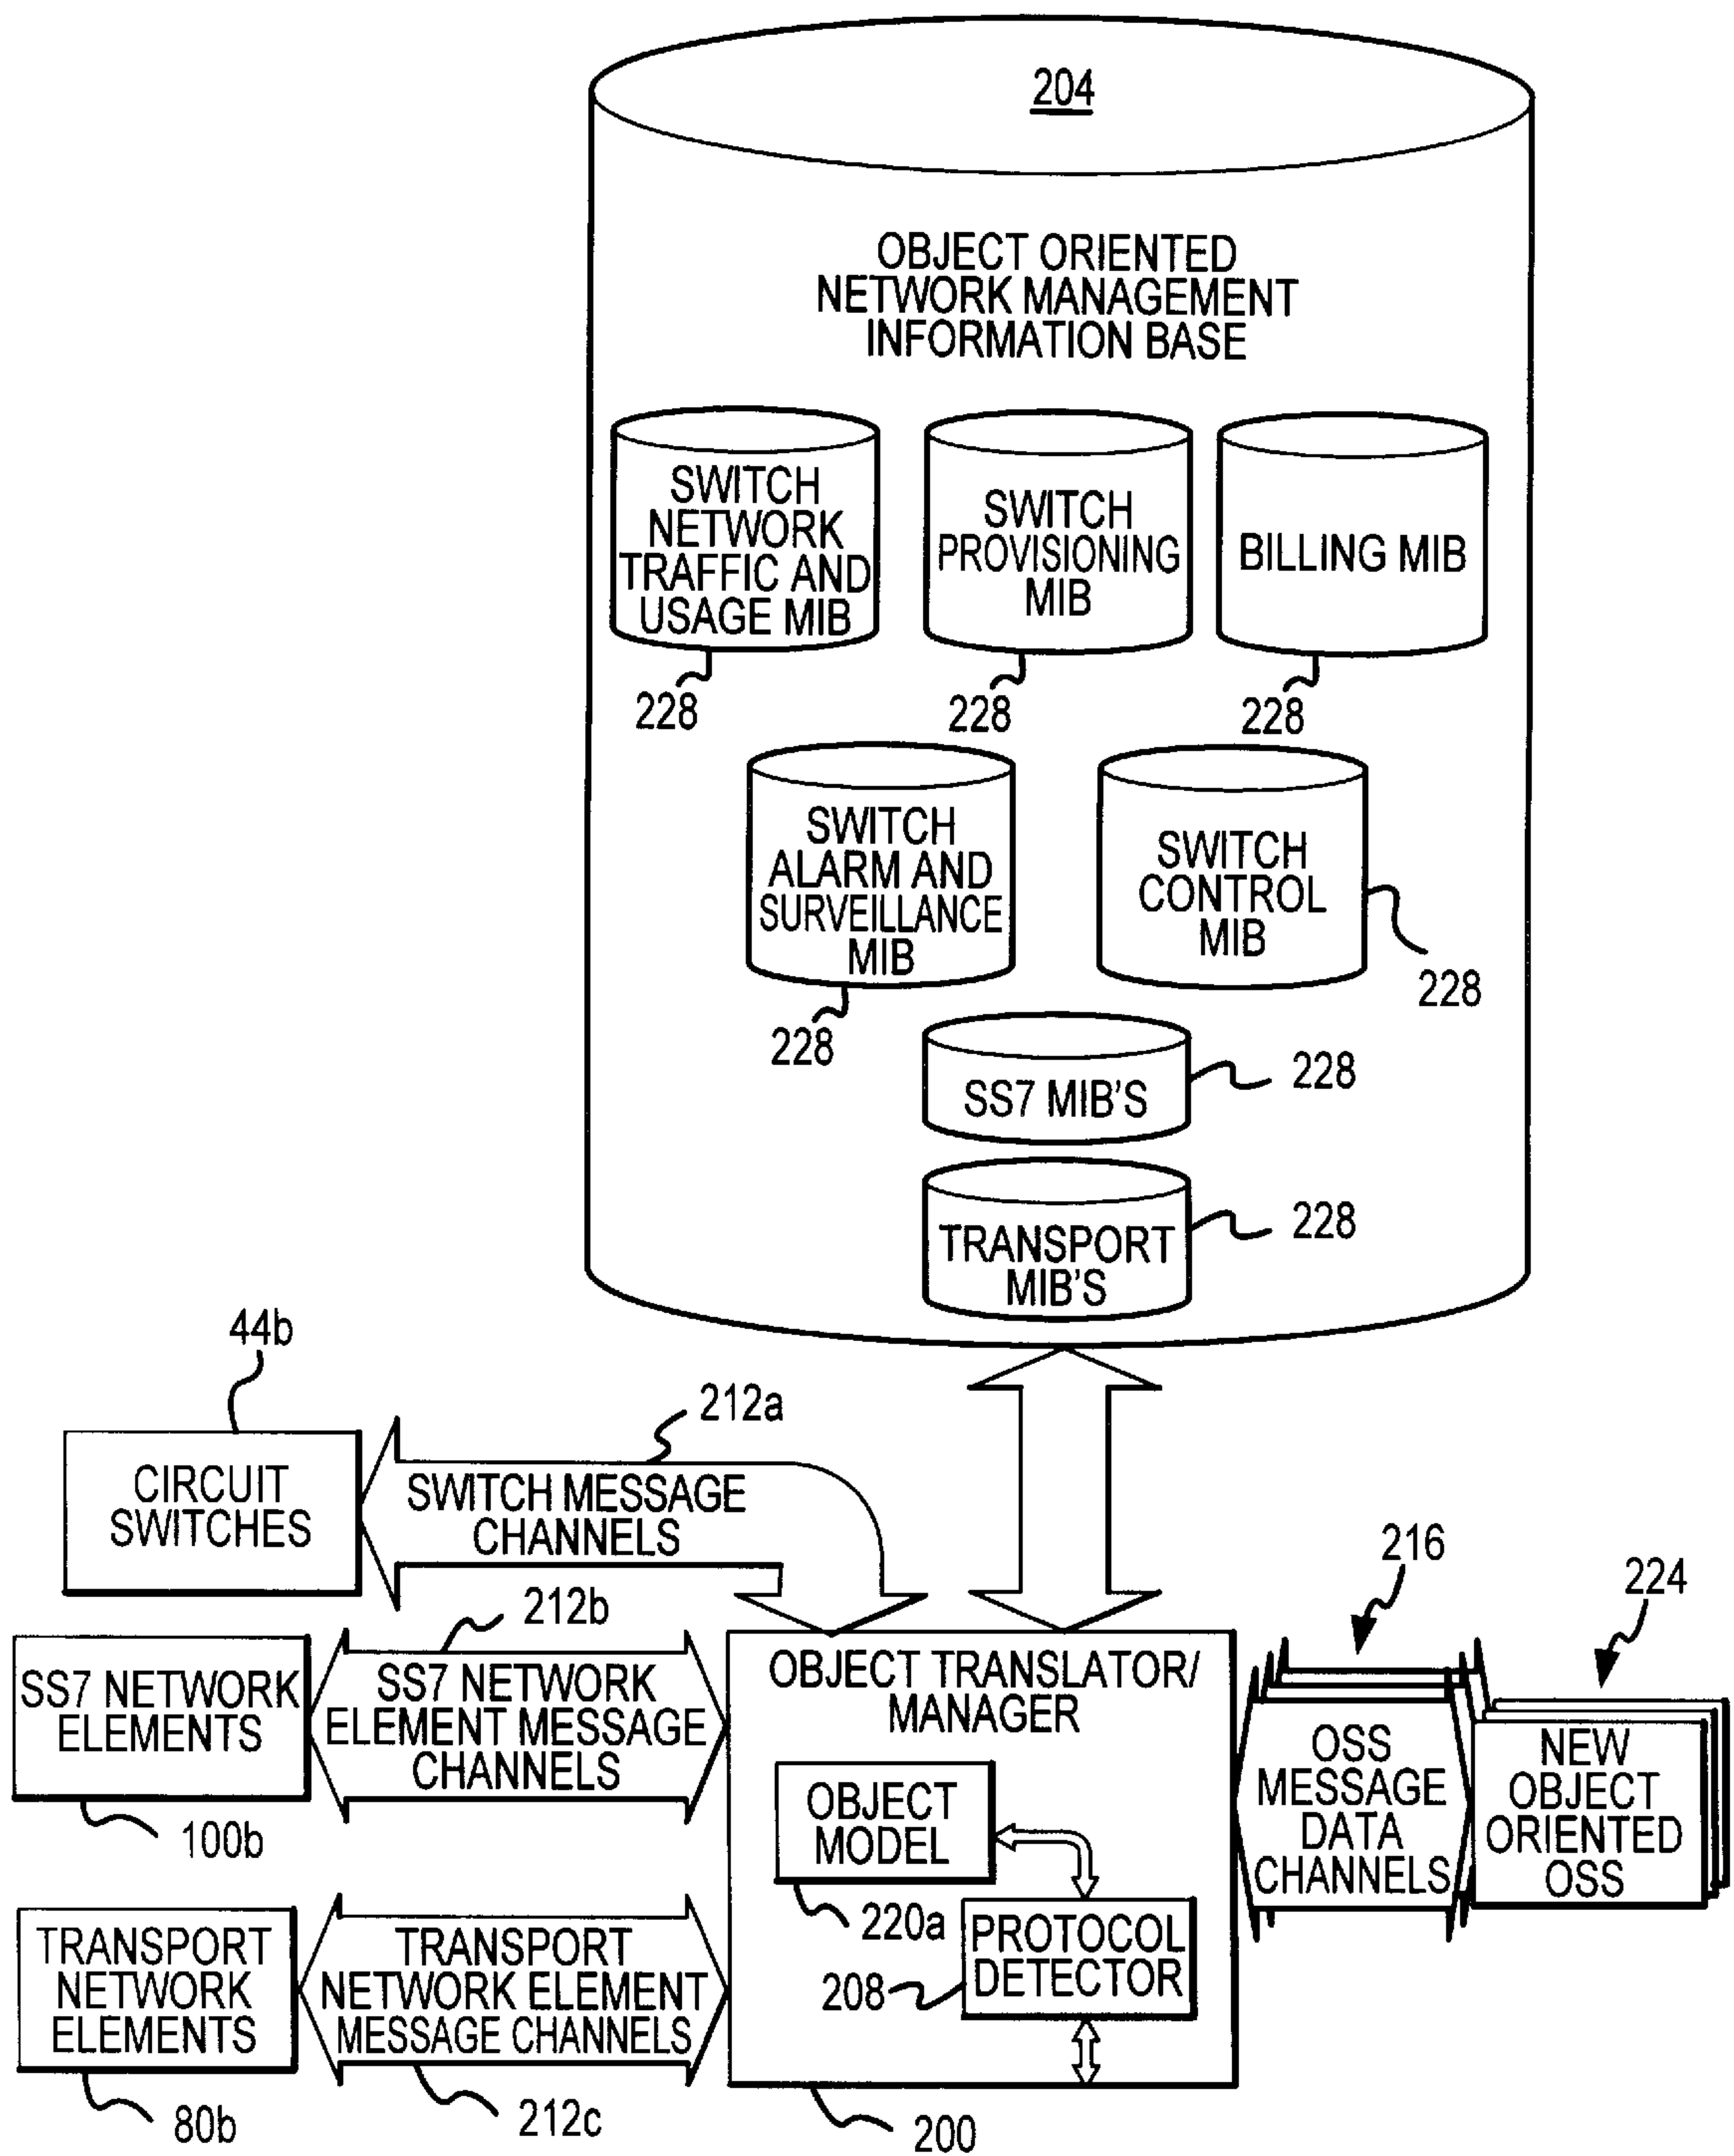 204
OBJECT ORIENTED
NETWORK MANAGEMENT
INFORMATION BASE
SWITCH
NETWORK
TRAFFIC AND
USAGE MIB
228
SWITCH
PROVISIONING
MIB
228
BILLING MIB
228
SWITCH
ALARM AND
SURVEILLANCE
MIB
228
SWITCH
CONTROL
MIB
228
SS7 MIB'S
228
TRANSPORT
MIB'S
228
44b
CIRCUIT
SWITCHES
212a
SWITCH MESSAGE
CHANNELS
SS7 NETWORK
ELEMENTS
100b
212b
SS7 NETWORK
ELEMENT MESSAGE
CHANNELS
TRANSPORT
NETWORK
ELEMENTS
80b
TRANSPORT
NETWORK ELEMENT
MESSAGE CHANNELS
212c
OBJECT TRANSLATOR/
MANAGER
OBJECT
MODEL
220a
PROTOCOL
DETECTOR
208
200
216
OSS
MESSAGE
DATA
CHANNELS
224
NEW
OBJECT
ORIENTED
OSS